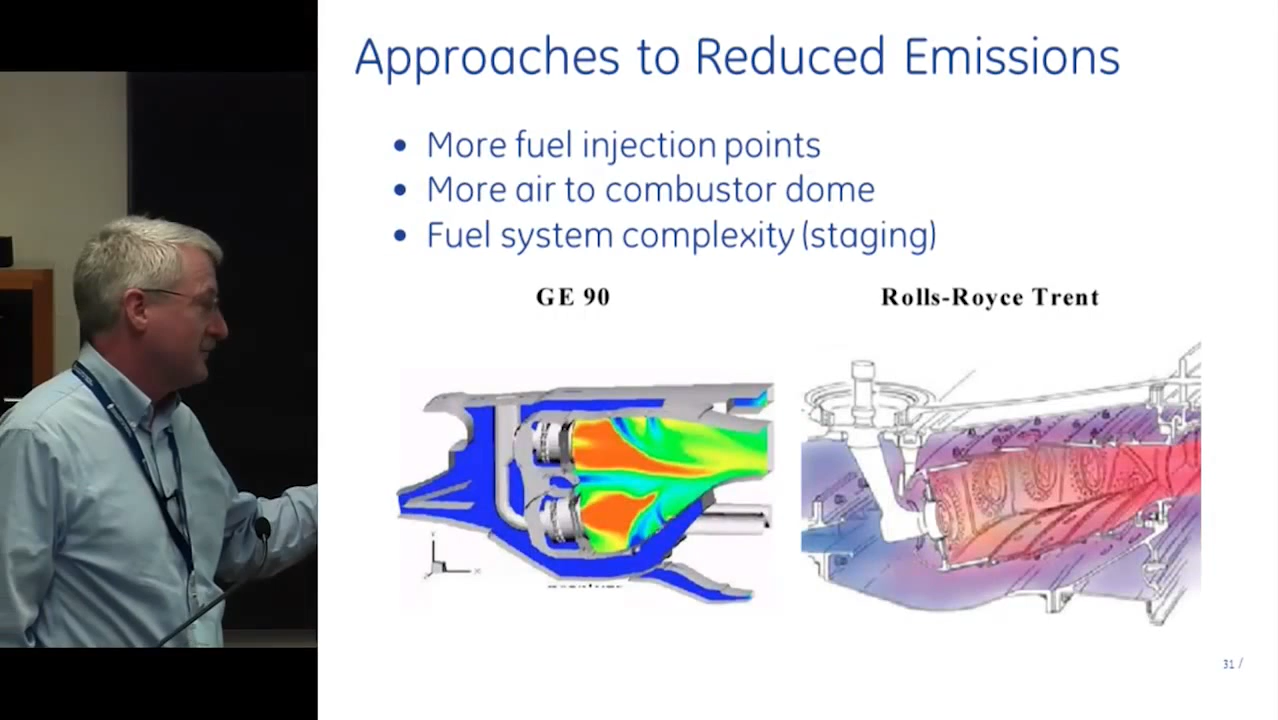 Approaches to Reduced Emissions
• More fuel injection points
• More air to combustor dome
• Fuel system complexity (staging)
GE 90
Rolls-Royce Trent
31 /